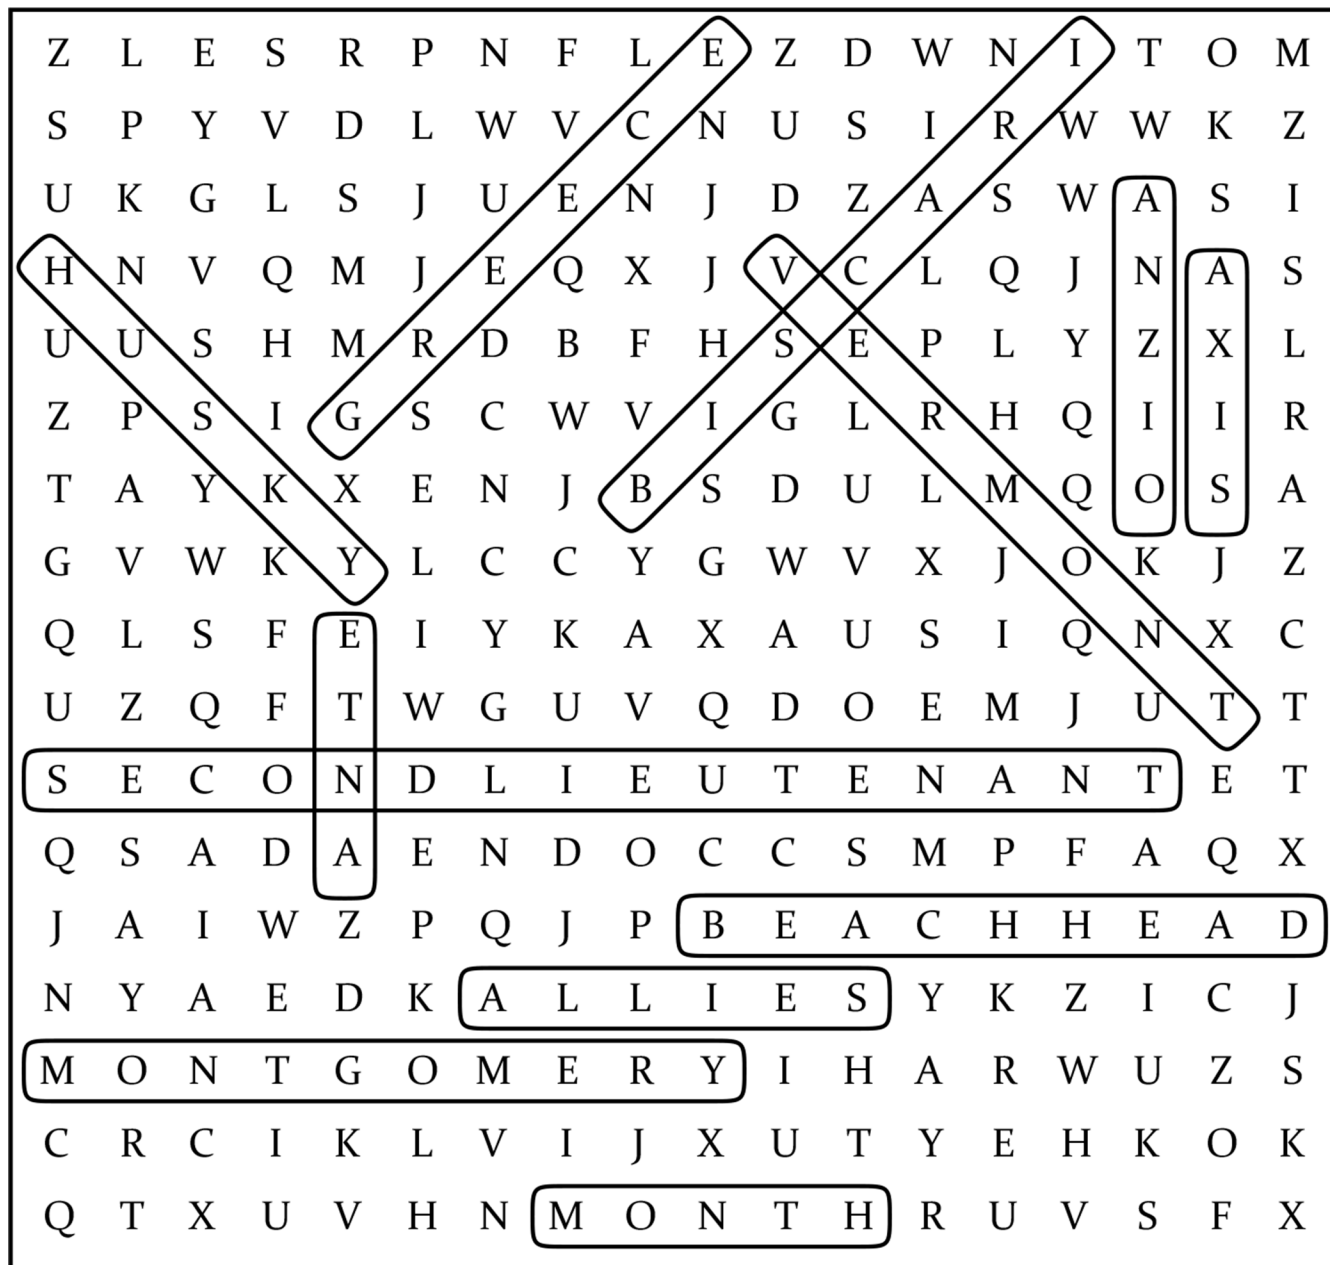 Z L E S R P N F L E Z D W N I T O M
S P Y V D L W V C N U S I R W W K Z
U K G L S J U E N J D Z A S W A S I
H N V Q M J E Q X J V C L Q J N A S
U U S H M R D B F H S E P L Y Z X L
Z P S I G S C W V I G L R H Q I I R
T A Y K X E N J B S D U L M Q O S A
G V W K Y L C C Y G W V X J O K J Z
Q L S F E I Y K A X A U S I Q N X C
U Z Q F T W G U V Q D O E M J U T T
S E C O N D L I E U T E N A N T E T
Q S A D A E N D O C C S M P F A Q X
J A I W Z P Q J P B E A C H H E A D
N Y A E D K A L L I E S Y K Z I C J
M O N T G O M E R Y I H A R W U Z S
C R C I K L V I J X U T Y E H K O K
Q T X U V H N M O N T H R U V S F X